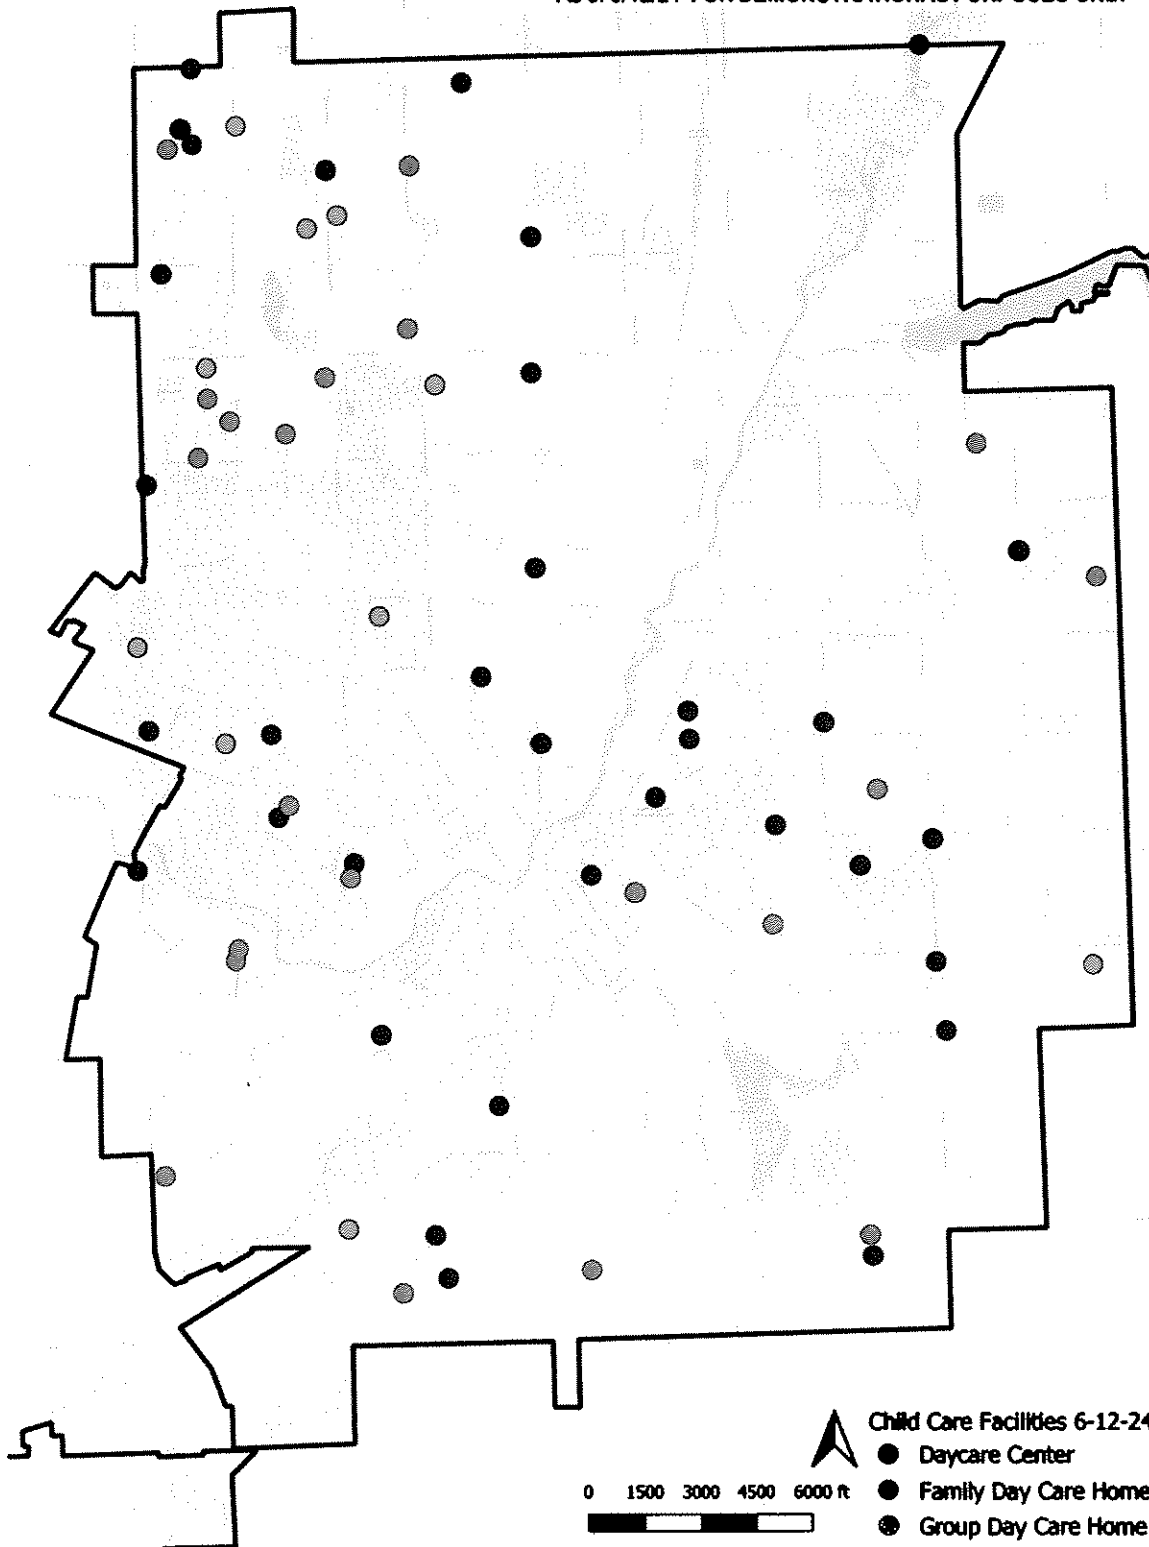 Child Care Facilities 6-12-24
Daycare Center
Family Day Care Home
Group Day Care Home
0 1500 3000 4500 6000 ft